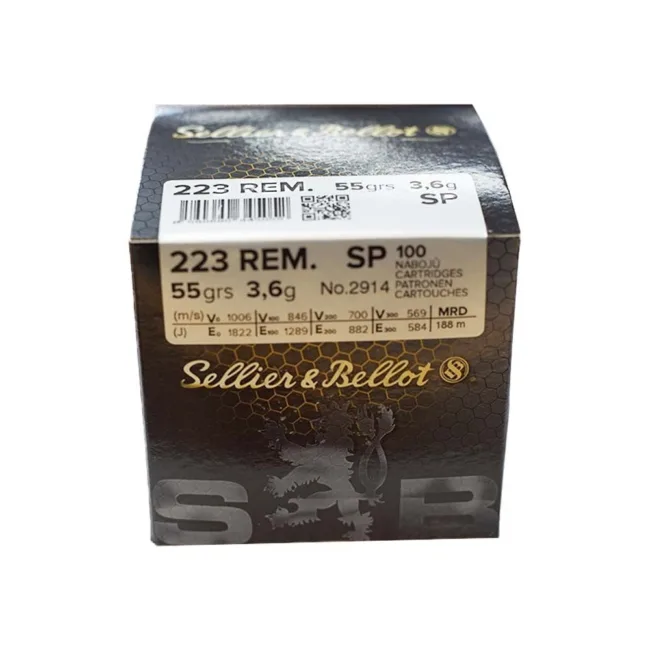 Sellier & Bellot
223 REM. 55grs 3,6g
SP
223 REM. SP 100
NÁBOJŮ
CARTRIDGES
55grs 3,6g No.2914 PATRONEN
CARTOUCHES
(m/s) V0 1006 V100 846 V200 700 V300 569 MRD
(J) E0 1822 E100 1289 E200 882 E300 584 188 m
Sellier & Bellot
S B